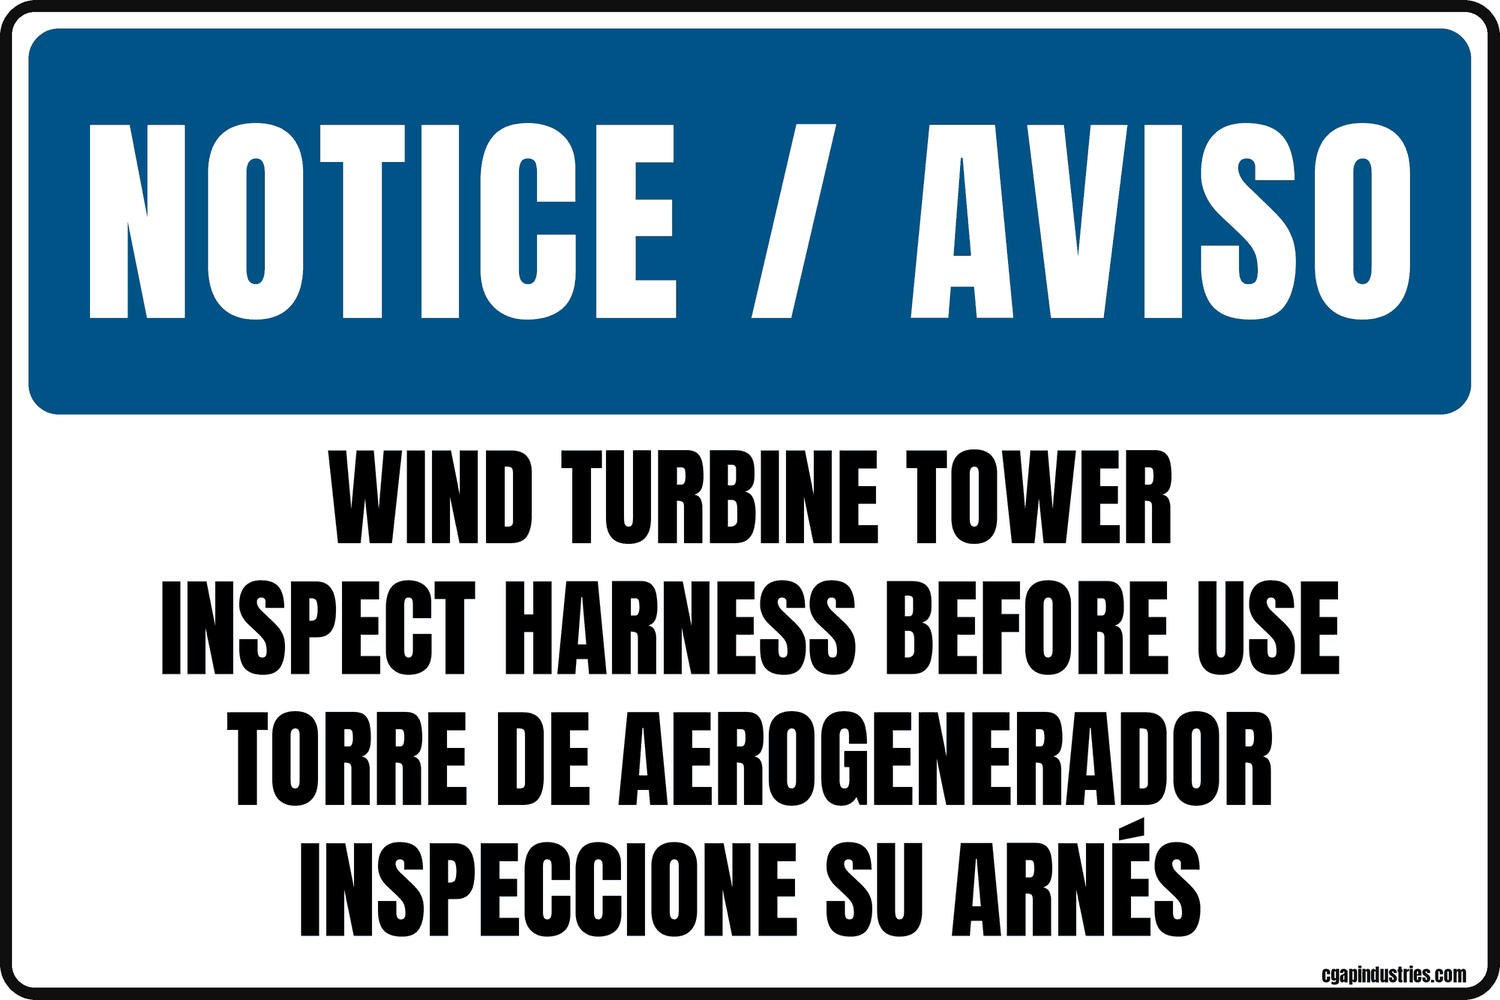 NOTICE / AVISO
WIND TURBINE TOWER
INSPECT HARNESS BEFORE USE
TORRE DE AEROGENERADOR
INSPECCIONE SU ARNÉS
cgapindustries.com